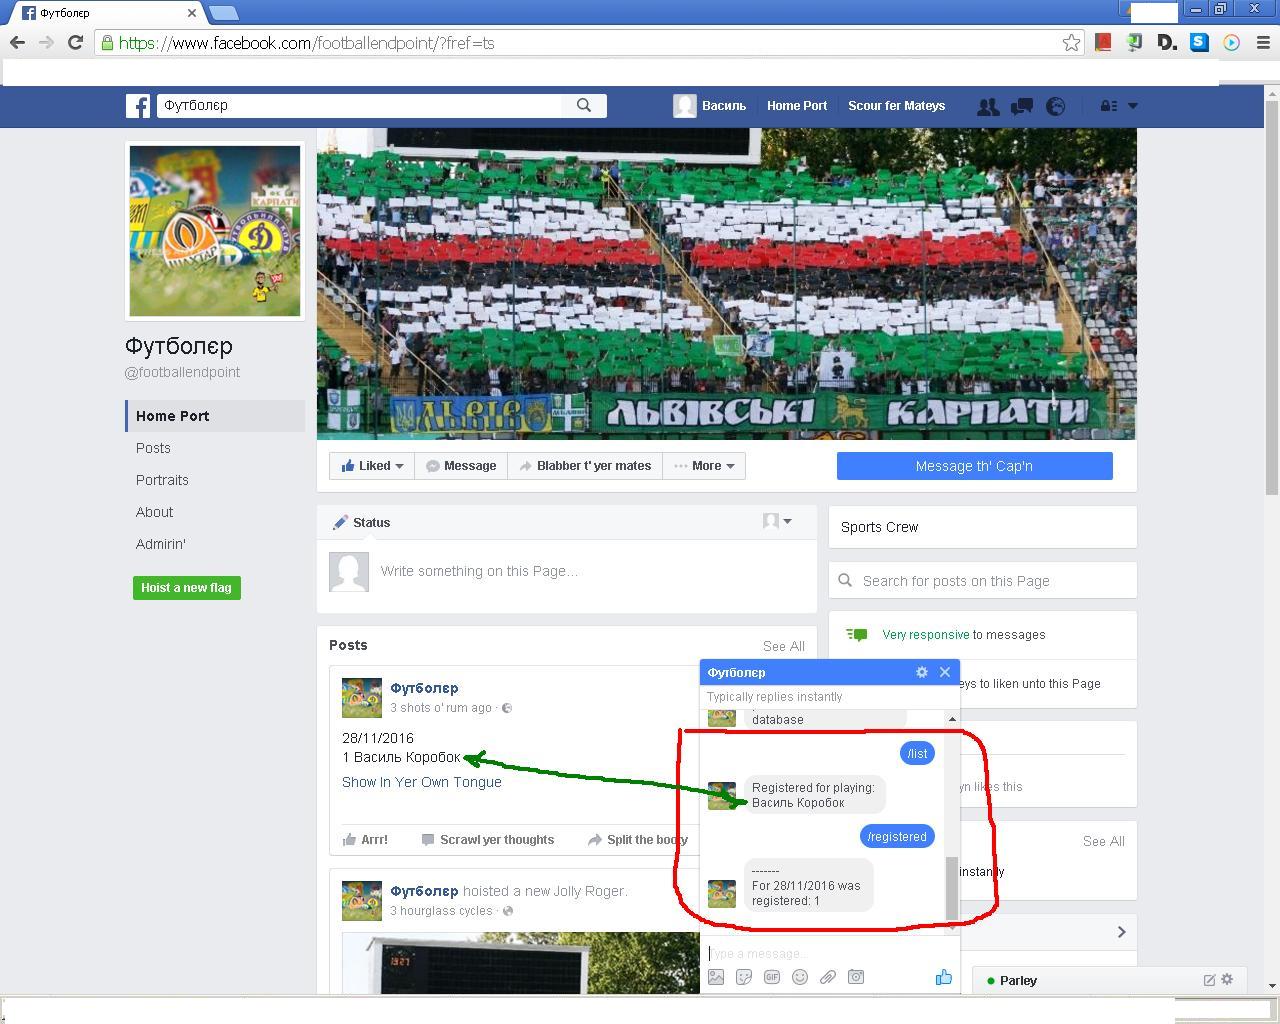 Футболєр
https://www.facebook.com/footballendpoint/?fref=ts
Футболєр
Василь
Home Port
Scour fer Mateys
КАРПАТИ
ЛЬВІВ
ЛЬВІВСЬКІ КАРПАТИ
Футболєр
@footballendpoint
Home Port
Posts
Portraits
About
Admirin'
Hoist a new flag
Liked
Message
Blabber t' yer mates
More
Message th' Cap'n
Status
Write something on this Page...
Sports Crew
Search for posts on this Page
Very responsive to messages
eys to liken unto this Page
yn likes this
See All
instantly
Posts
See All
Футболєр
3 shots o' rum ago
28/11/2016
1 Василь Коробок
Show In Yer Own Tongue
Arrr!
Scrawl yer thoughts
Split the booty
Футболєр hoisted a new Jolly Roger.
3 hourglass cycles
19:27
Футболєр
Typically replies instantly
database
/list
Registered for playing:
Василь Коробок
/registered
-------
For 28/11/2016 was
registered: 1
Type a message...
GIF
Parley